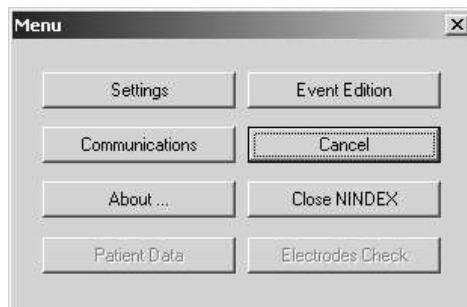 Menu
Settings
Event Edition
Communications
Cancel
About ...
Close NINDEX
Patient Data
Electrodes Check